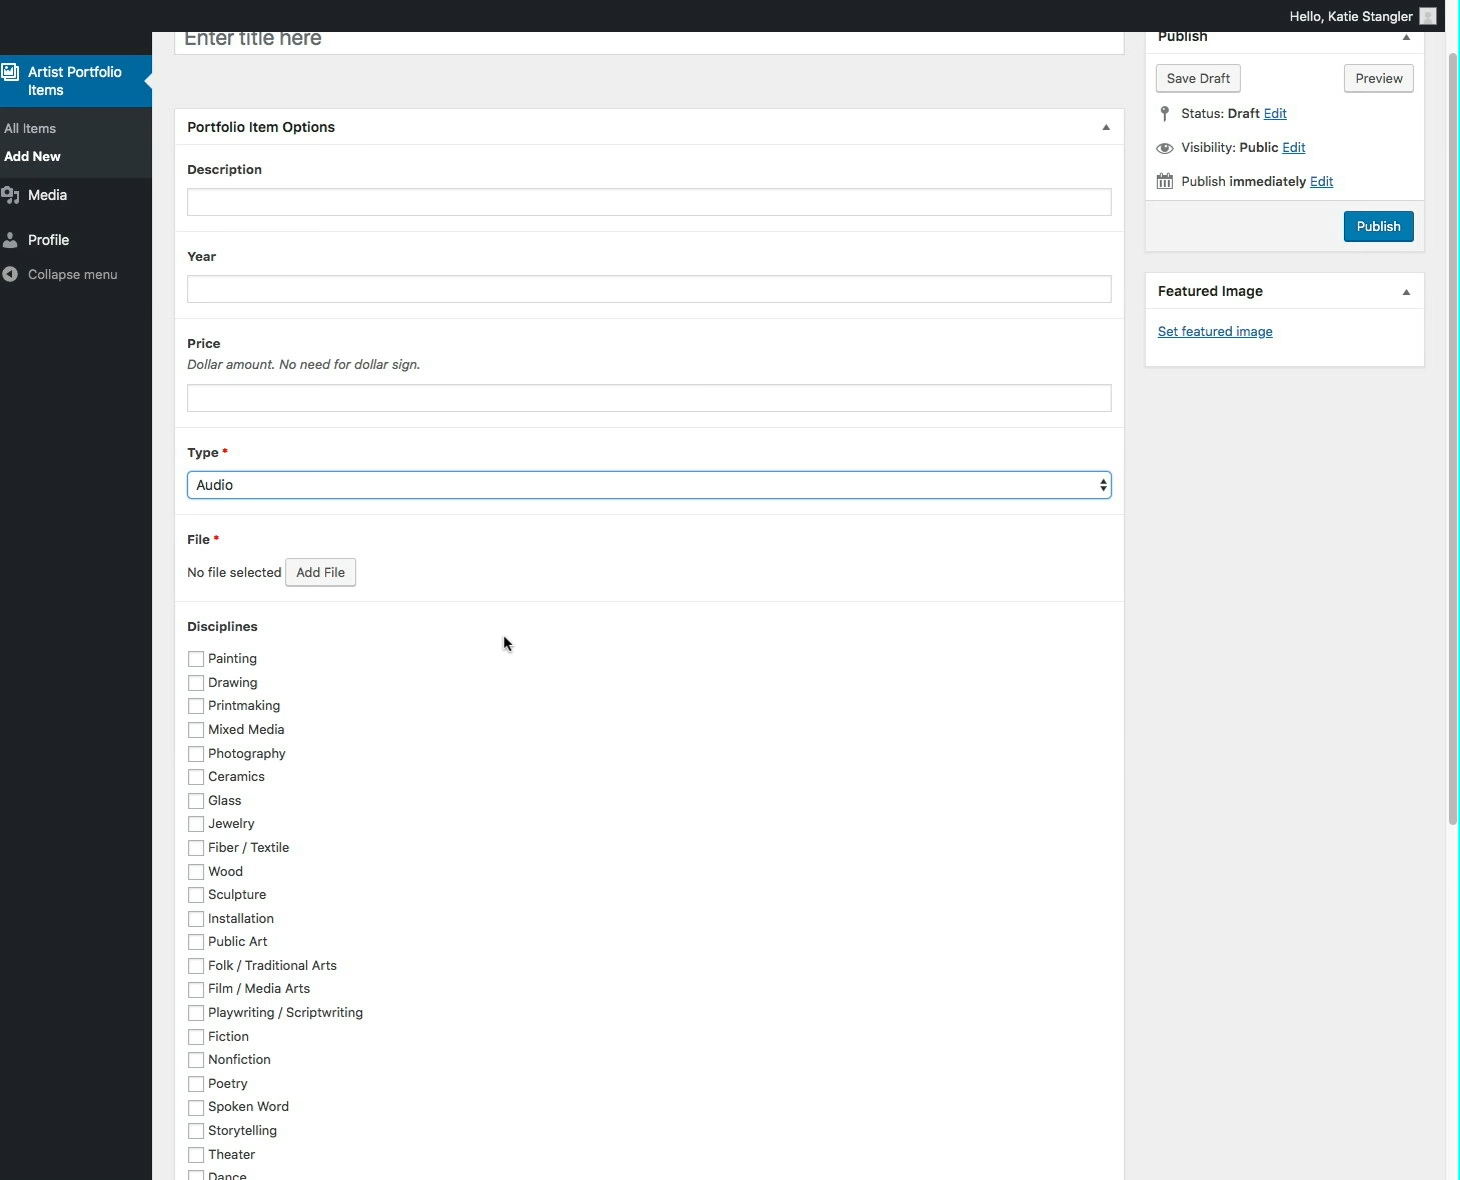 Hello, Katie Stangler
Artist Portfolio
Items
All Items
Add New
Media
Profile
Collapse menu
Enter title here
Portfolio Item Options
Description
Year
Price
Dollar amount. No need for dollar sign.
Type *
Audio
File *
No file selected Add File
Disciplines
Painting
Drawing
Printmaking
Mixed Media
Photography
Ceramics
Glass
Jewelry
Fiber / Textile
Wood
Sculpture
Installation
Public Art
Folk / Traditional Arts
Film / Media Arts
Playwriting / Scriptwriting
Fiction
Nonfiction
Poetry
Spoken Word
Storytelling
Theater
Dance
Publish
Save Draft Preview
Status: Draft Edit
Visibility: Public Edit
Publish immediately Edit
Publish
Featured Image
Set featured image